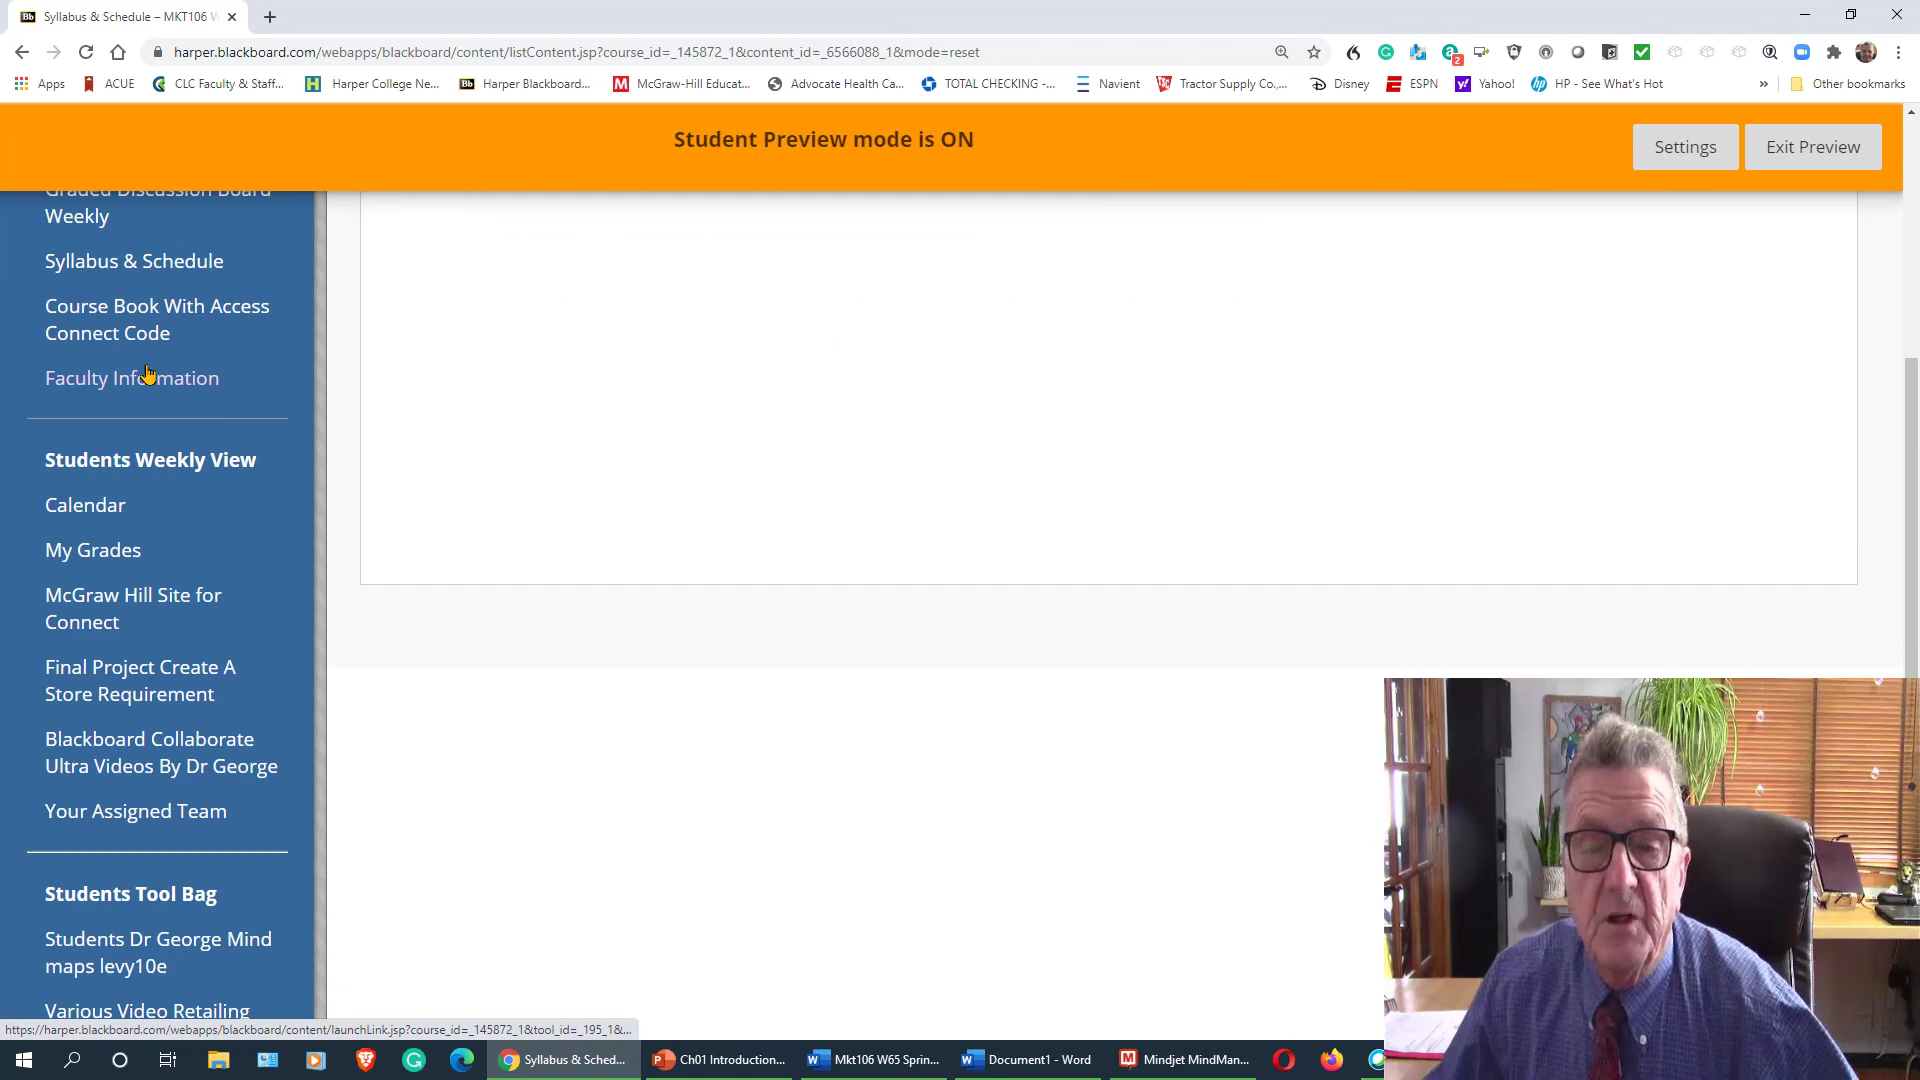 Syllabus & Schedule – MKT106 W
harper.blackboard.com/webapps/blackboard/content/listContent.jsp?course_id=_145872_1&content_id=_6566088_1&mode=reset
2
Apps ACUE CLC Faculty & Staff... Harper College Ne... Harper Blackboard... McGraw-Hill Educat... Advocate Health Ca... TOTAL CHECKING -... Navient Tractor Supply Co.,... Disney ESPN Yahoo! HP - See What's Hot » Other bookmarks
Student Preview mode is ON
Settings
Exit Preview
Graded Discussion Board
Weekly
Syllabus & Schedule
Course Book With Access
Connect Code
Faculty Information
Students Weekly View
Calendar
My Grades
McGraw Hill Site for
Connect
Final Project Create A
Store Requirement
Blackboard Collaborate
Ultra Videos By Dr George
Your Assigned Team
Students Tool Bag
Students Dr George Mind
maps levy10e
Various Video Retailing
https://harper.blackboard.com/webapps/blackboard/content/launchLink.jsp?course_id=_145872_1&tool_id=_195_1&...
Syllabus & Sched... Ch01 Introduction... Mkt106 W65 Sprin... Document1 - Word Mindjet MindMan...